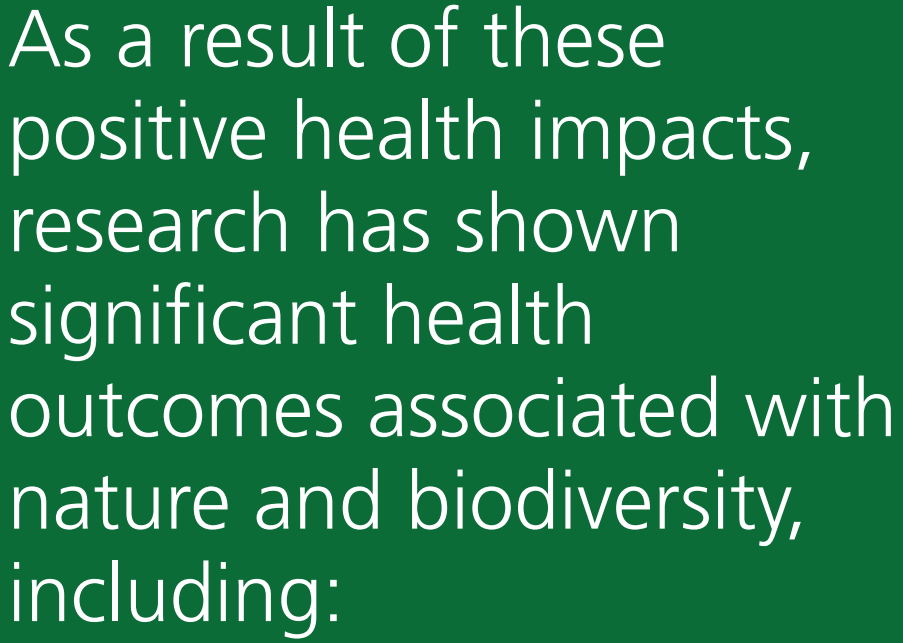 As a result of these
positive health impacts,
research has shown
significant health
outcomes associated with
nature and biodiversity,
including: